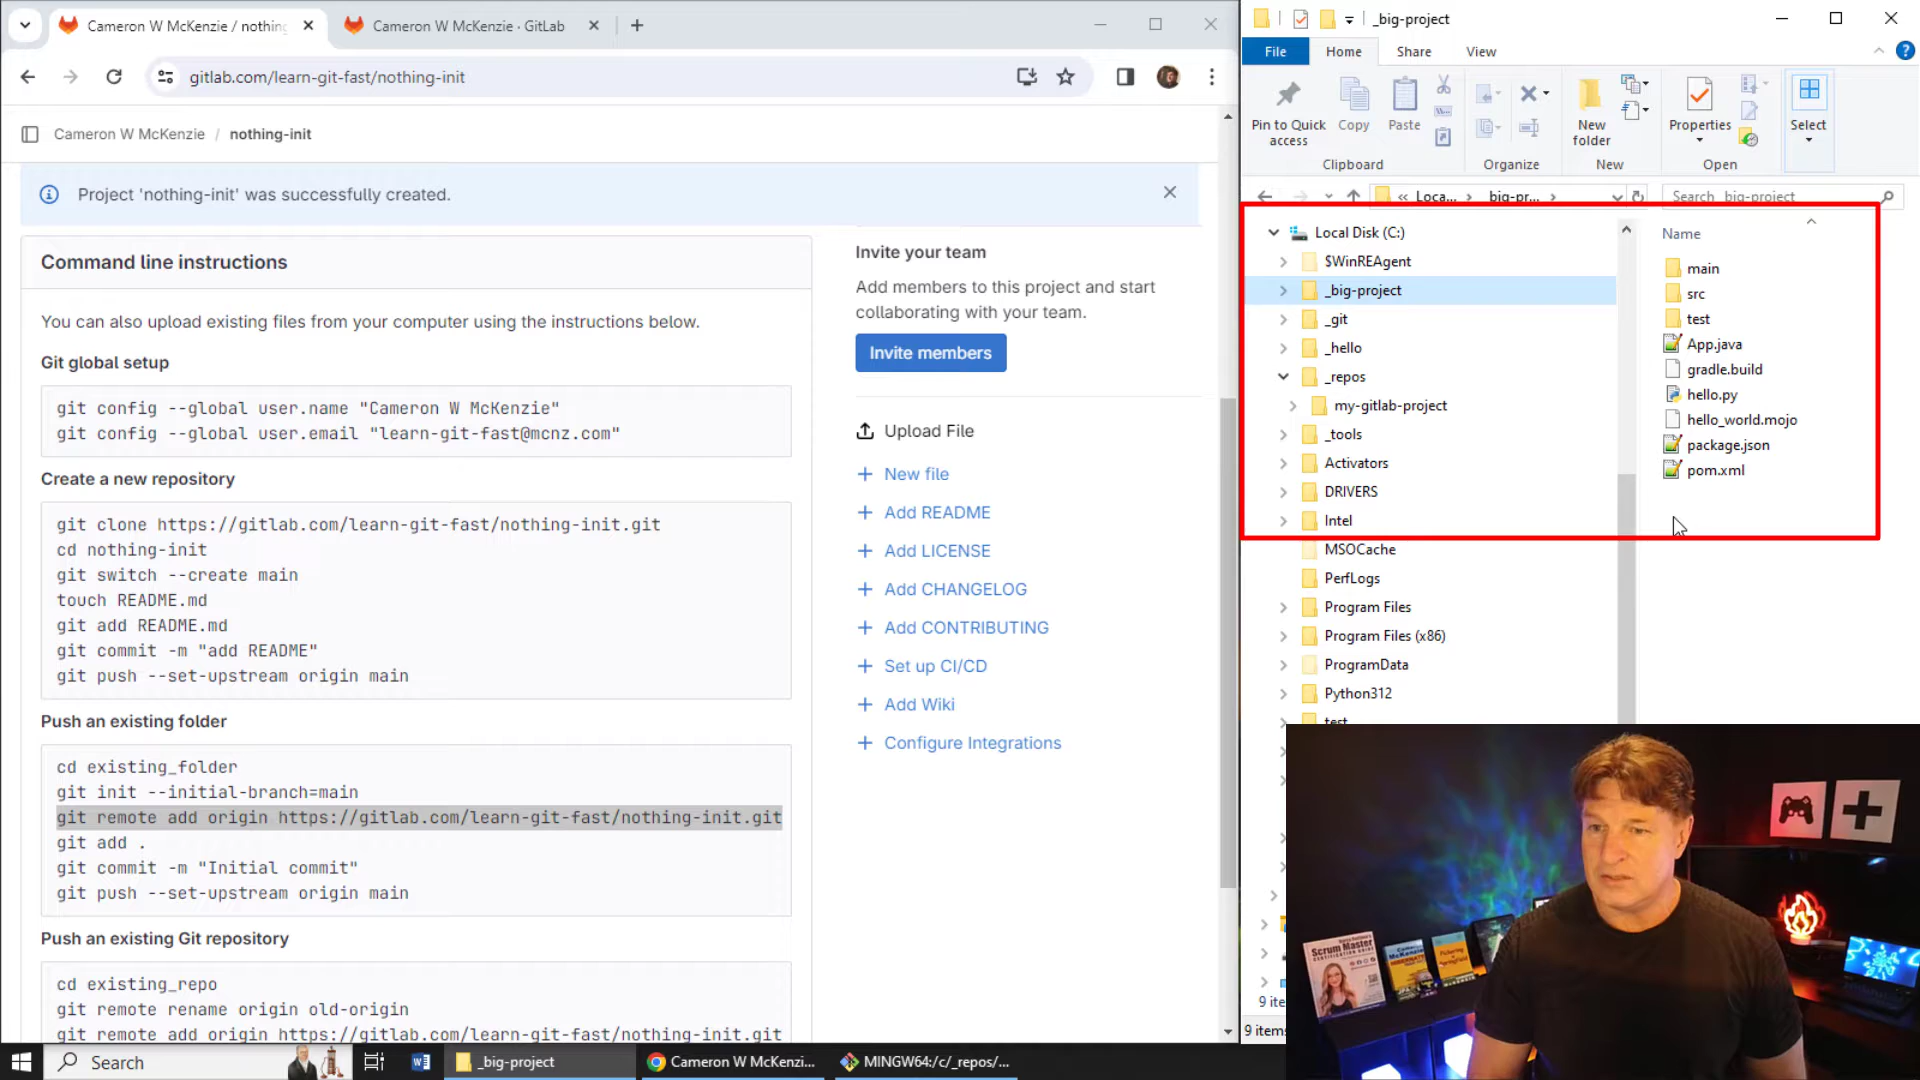 Cameron W McKenzie / nothing
Cameron W McKenzie · GitLab
gitlab.com/learn-git-fast/nothing-init
Cameron W McKenzie / nothing-init
Project 'nothing-init' was successfully created.
Command line instructions
You can also upload existing files from your computer using the instructions below.
Git global setup
git config --global user.name "Cameron W McKenzie"
git config --global user.email "learn-git-fast@mcnz.com"
Create a new repository
git clone https://gitlab.com/learn-git-fast/nothing-init.git
cd nothing-init
git switch --create main
touch README.md
git add README.md
git commit -m "add README"
git push --set-upstream origin main
Push an existing folder
cd existing_folder
git init --initial-branch=main
git remote add origin https://gitlab.com/learn-git-fast/nothing-init.git
git add .
git commit -m "Initial commit"
git push --set-upstream origin main
Push an existing Git repository
cd existing_repo
git remote rename origin old-origin
git remote add origin https://gitlab.com/learn-git-fast/nothing-init.git
Invite your team
Add members to this project and start
collaborating with your team.
Invite members
Upload File
New file
Add README
Add LICENSE
Add CHANGELOG
Add CONTRIBUTING
Set up CI/CD
Add Wiki
Configure Integrations
_big-project
File
Home
Share
View
Pin to Quick
access
Copy
Paste
New
folder
Properties
Select
Clipboard
Organize
New
Open
« Loca... › big-pr... ›
Search _big-project
Local Disk (C:)
$WinREAgent
_big-project
_git
_hello
_repos
my-gitlab-project
_tools
Activators
DRIVERS
Intel
MSOCache
PerfLogs
Program Files
Program Files (x86)
ProgramData
Python312
test
Name
main
src
test
App.java
gradle.build
hello.py
hello_world.mojo
package.json
pom.xml
9 ite
9 items
Scrum Master
Search
_big-project
Cameron W McKenzi...
MINGW64:/c/_repos/...